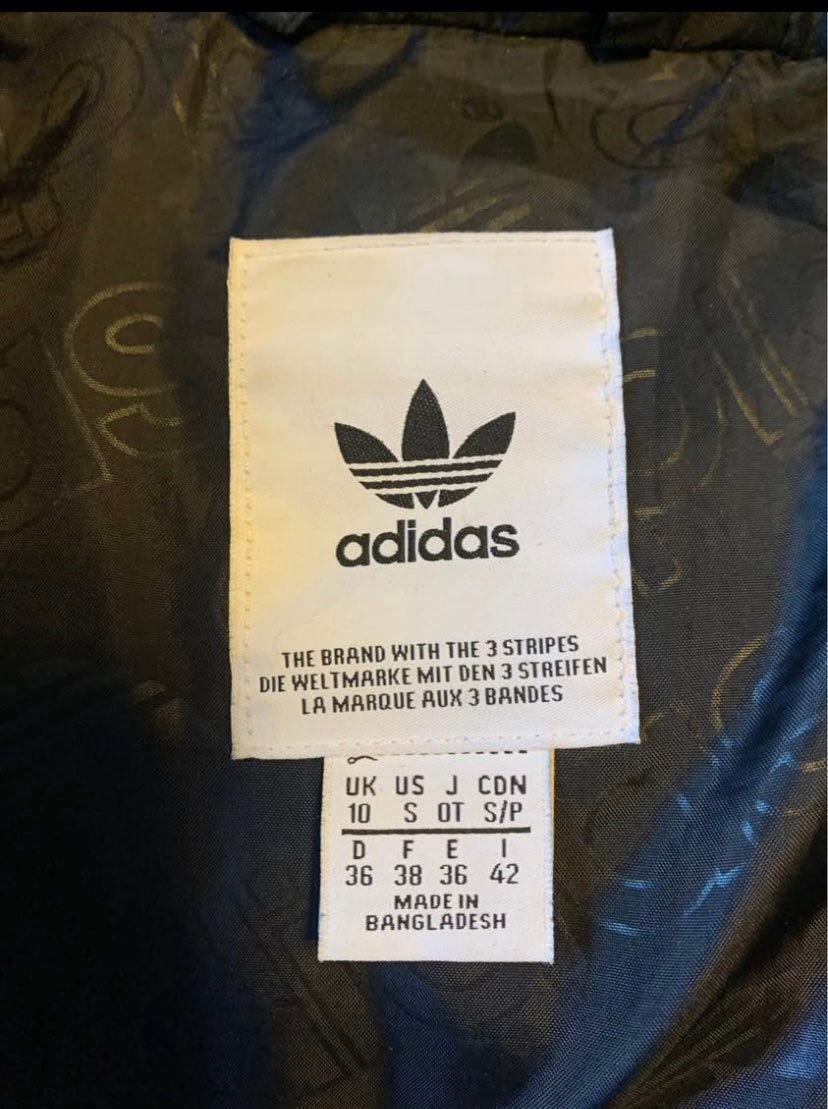 adidas
THE BRAND WITH THE 3 STRIPES
DIE WELTMARKE MIT DEN 3 STREIFEN
LA MARQUE AUX 3 BANDES
UK US J CDN
10 S OT S/P
D F E I
36 38 36 42
MADE IN
BANGLADESH